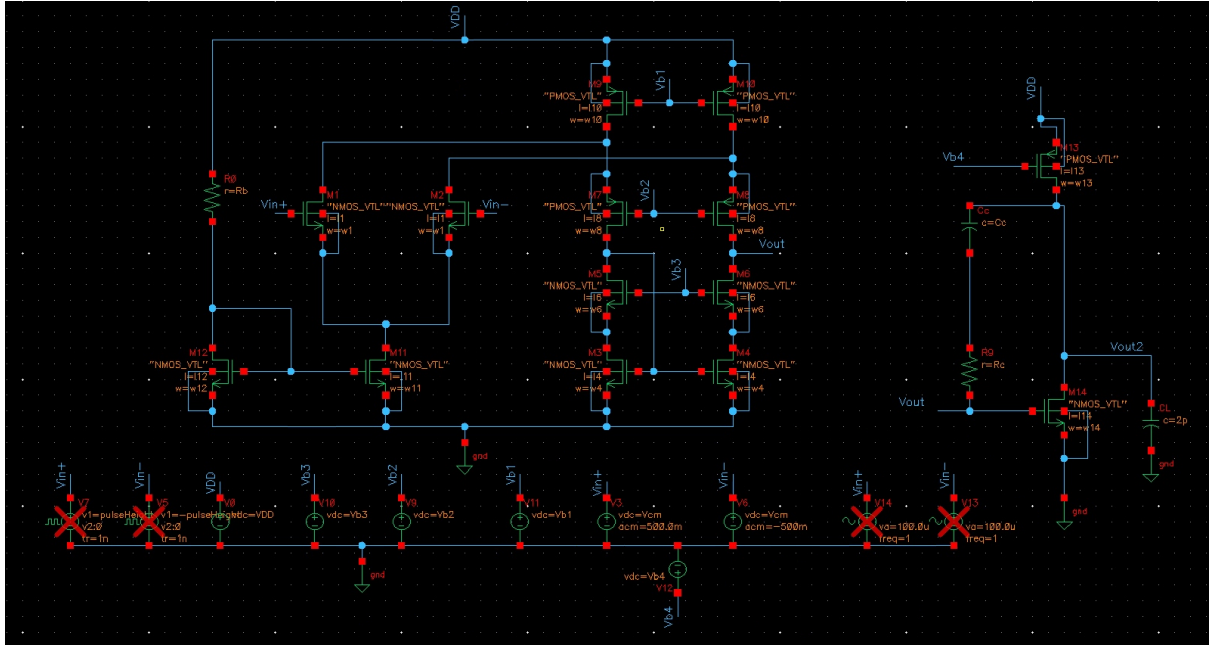 VDD
M9
"PMOS_VTL"
l=l10
w=w10
Vb1
M10
"PMOS_VTL"
l=l10
w=w10
VDD
Vb4
M13
"PMOS_VTL"
l=l13
w=w13
R0
r=Rb
Vin+
M1
"NMOS_VTL"
l=l1
w=w1
M2
"NMOS_VTL"
l=l1
w=w1
Vin-
M7
"PMOS_VTL"
l=l8
w=w8
Vb2
M8
"PMOS_VTL"
l=l8
w=w8
Cc
c=Cc
Vout
M5
"NMOS_VTL"
l=l6
w=w6
Vb3
M6
"NMOS_VTL"
l=l6
w=w6
M12
"NMOS_VTL"
l=l12
w=w12
M11
"NMOS_VTL"
l=l11
w=w11
M3
"NMOS_VTL"
l=l4
w=w4
M4
"NMOS_VTL"
l=l4
w=w4
R9
r=Rc
Vout2
Vout
M14
"NMOS_VTL"
l=l14
w=w14
CL
c=2p
gnd
gnd
gnd
Vin+
V7
v1=pulseHeight
v2:0
tr=1n
Vin-
V5
v1=-pulseHeight
v2:0
tr=1n
VDD
V0
vdc=VDD
Vb3
V10
vdc=Vb3
Vb2
V9
vdc=Vb2
Vb1
V11
vdc=Vb1
Vin+
V3
vdc=Vcm
acm=500.0m
Vin-
V6
vdc=Vcm
acm=-500m
Vin+
V14
va=100.0u
freq=1
Vin-
V13
va=100.0u
freq=1
gnd
vdc=Vb4
V12
Vb4